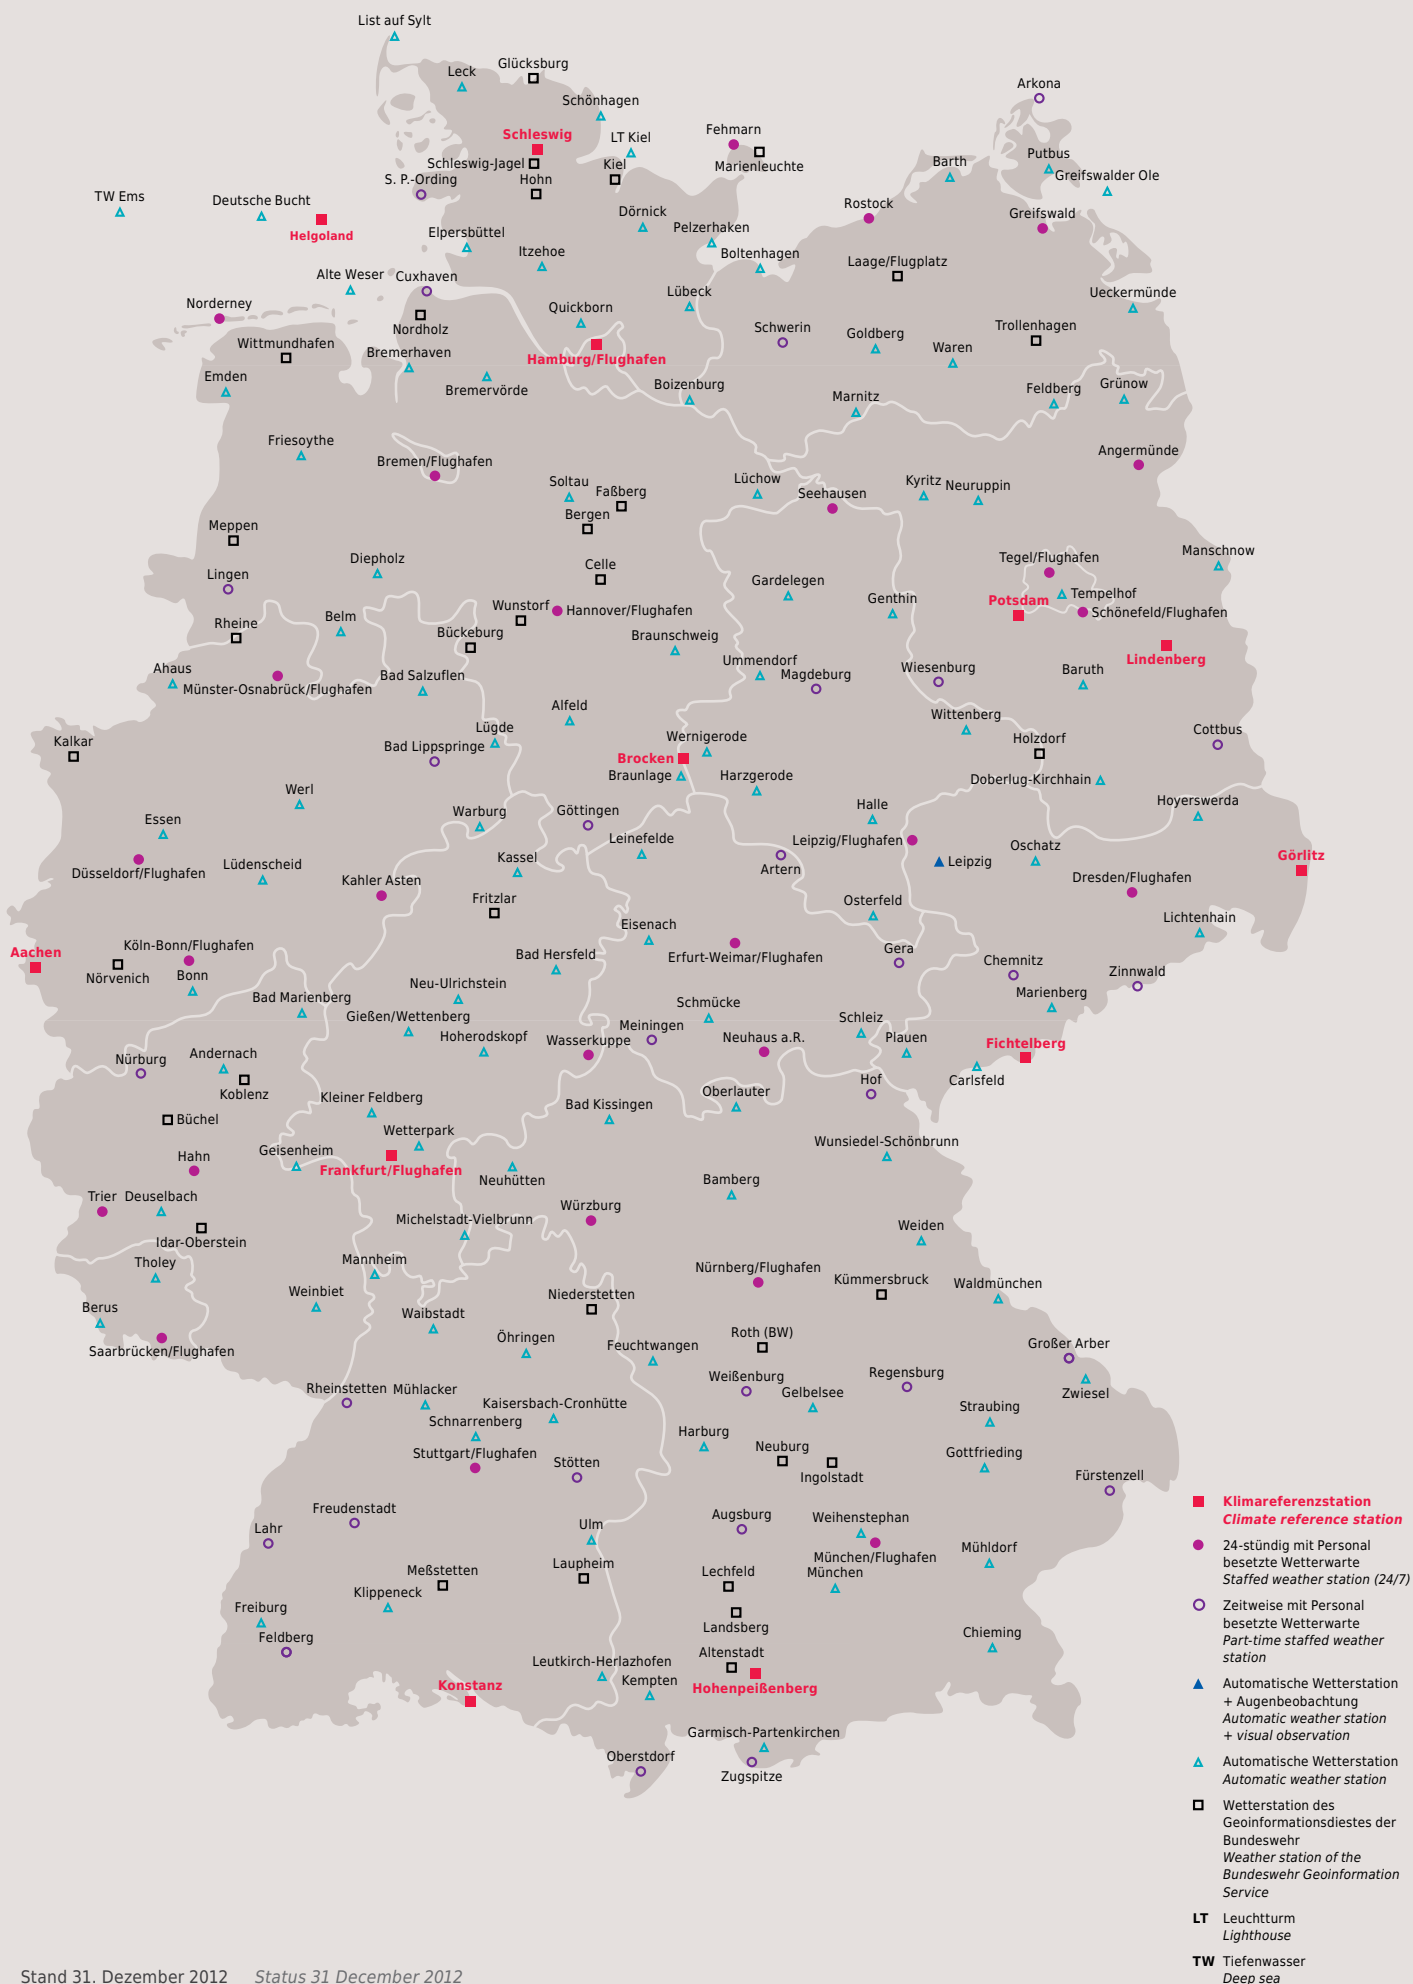 List auf Sylt
Glücksburg
Leck
Arkona
Schönhagen
Fehmarn
Schleswig
LT Kiel
Putbus
Schleswig-Jagel
Kiel
Marienleuchte
Barth
S. P.-Ording
Hohn
Greifswalder Ole
TW Ems
Deutsche Bucht
Rostock
Dörnick
Greifswald
Helgoland
Elpersbüttel
Pelzerhaken
Itzehoe
Boltenhagen
Laage/Flugplatz
Alte Weser
Cuxhaven
Lübeck
Ueckermünde
Norderney
Quickborn
Nordholz
Schwerin
Goldberg
Trollenhagen
Wittmundhafen
Bremerhaven
Hamburg/Flughafen
Waren
Emden
Bremervörde
Boizenburg
Marnitz
Feldberg
Grünow
Friesoythe
Bremen/Flughafen
Angermünde
Soltau
Faßberg
Lüchow
Seehausen
Kyritz
Neuruppin
Bergen
Meppen
Diepholz
Celle
Tegel/Flughafen
Manschnow
Lingen
Gardelegen
Genthin
Potsdam
Tempelhof
Wunstorf
Hannover/Flughafen
Schönefeld/Flughafen
Rheine
Belm
Bückeburg
Braunschweig
Lindenberg
Ahaus
Ummendorf
Wiesenburg
Baruth
Münster-Osnabrück/Flughafen
Bad Salzuflen
Magdeburg
Alfeld
Wittenberg
Lügde
Wernigerode
Holzdorf
Cottbus
Kalkar
Bad Lippspringe
Brocken
Braunlage
Harzgerode
Doberlug-Kirchhain
Werl
Warburg
Göttingen
Halle
Hoyerswerda
Essen
Leinefelde
Leipzig/Flughafen
Oschatz
Düsseldorf/Flughafen
Lüdenscheid
Kassel
Artern
Leipzig
Görlitz
Kahler Asten
Dresden/Flughafen
Fritzlar
Osterfeld
Lichtenhain
Eisenach
Köln-Bonn/Flughafen
Aachen
Bad Hersfeld
Erfurt-Weimar/Flughafen
Gera
Chemnitz
Nörvenich
Bonn
Zinnwald
Bad Marienberg
Neu-Ulrichstein
Schmücke
Marienberg
Gießen/Wettenberg
Meiningen
Schleiz
Hoherodskopf
Wasserkuppe
Neuhaus a.R.
Plauen
Fichtelberg
Nürburg
Andernach
Carlsfeld
Koblenz
Kleiner Feldberg
Bad Kissingen
Oberlauter
Hof
Büchel
Wetterpark
Wunsiedel-Schönbrunn
Hahn
Geisenheim
Frankfurt/Flughafen
Neuhütten
Bamberg
Trier
Deuselbach
Michelstadt-Vielbrunn
Würzburg
Weiden
Idar-Oberstein
Tholey
Mannheim
Nürnberg/Flughafen
Kümmersbruck
Waldmünchen
Weinbiet
Niederstetten
Berus
Waibstadt
Roth (BW)
Saarbrücken/Flughafen
Öhringen
Feuchtwangen
Großer Arber
Weißenburg
Regensburg
Rheinstetten
Mühlacker
Gelbelsee
Zwiesel
Kaisersbach-Cronhütte
Straubing
Schnarrenberg
Harburg
Stuttgart/Flughafen
Neuburg
Gottfrieding
Stötten
Ingolstadt
Fürstenzell
Freudenstadt
Augsburg
Weihenstephan
Lahr
Ulm
München/Flughafen
Mühldorf
Meßstetten
Laupheim
Lechfeld
München
Klippeneck
Freiburg
Landsberg
Feldberg
Chieming
Altenstadt
Leutkirch-Herlazhofen
Kempten
Konstanz
Hohenpeißenberg
Garmisch-Partenkirchen
Oberstdorf
Zugspitze
Klimareferenzstation
Climate reference station
24-stündig mit Personal
besetzte Wetterwarte
Staffed weather station (24/7)
Zeitweise mit Personal
besetzte Wetterwarte
Part-time staffed weather
station
Automatische Wetterstation
+ Augenbeobachtung
Automatic weather station
+ visual observation
Automatische Wetterstation
Automatic weather station
Wetterstation des
Geoinformationsdiestes der
Bundeswehr
Weather station of the
Bundeswehr Geoinformation
Service
LT Leuchtturm
Lighthouse
TW Tiefenwasser
Deep sea
Stand 31. Dezember 2012 Status 31 December 2012